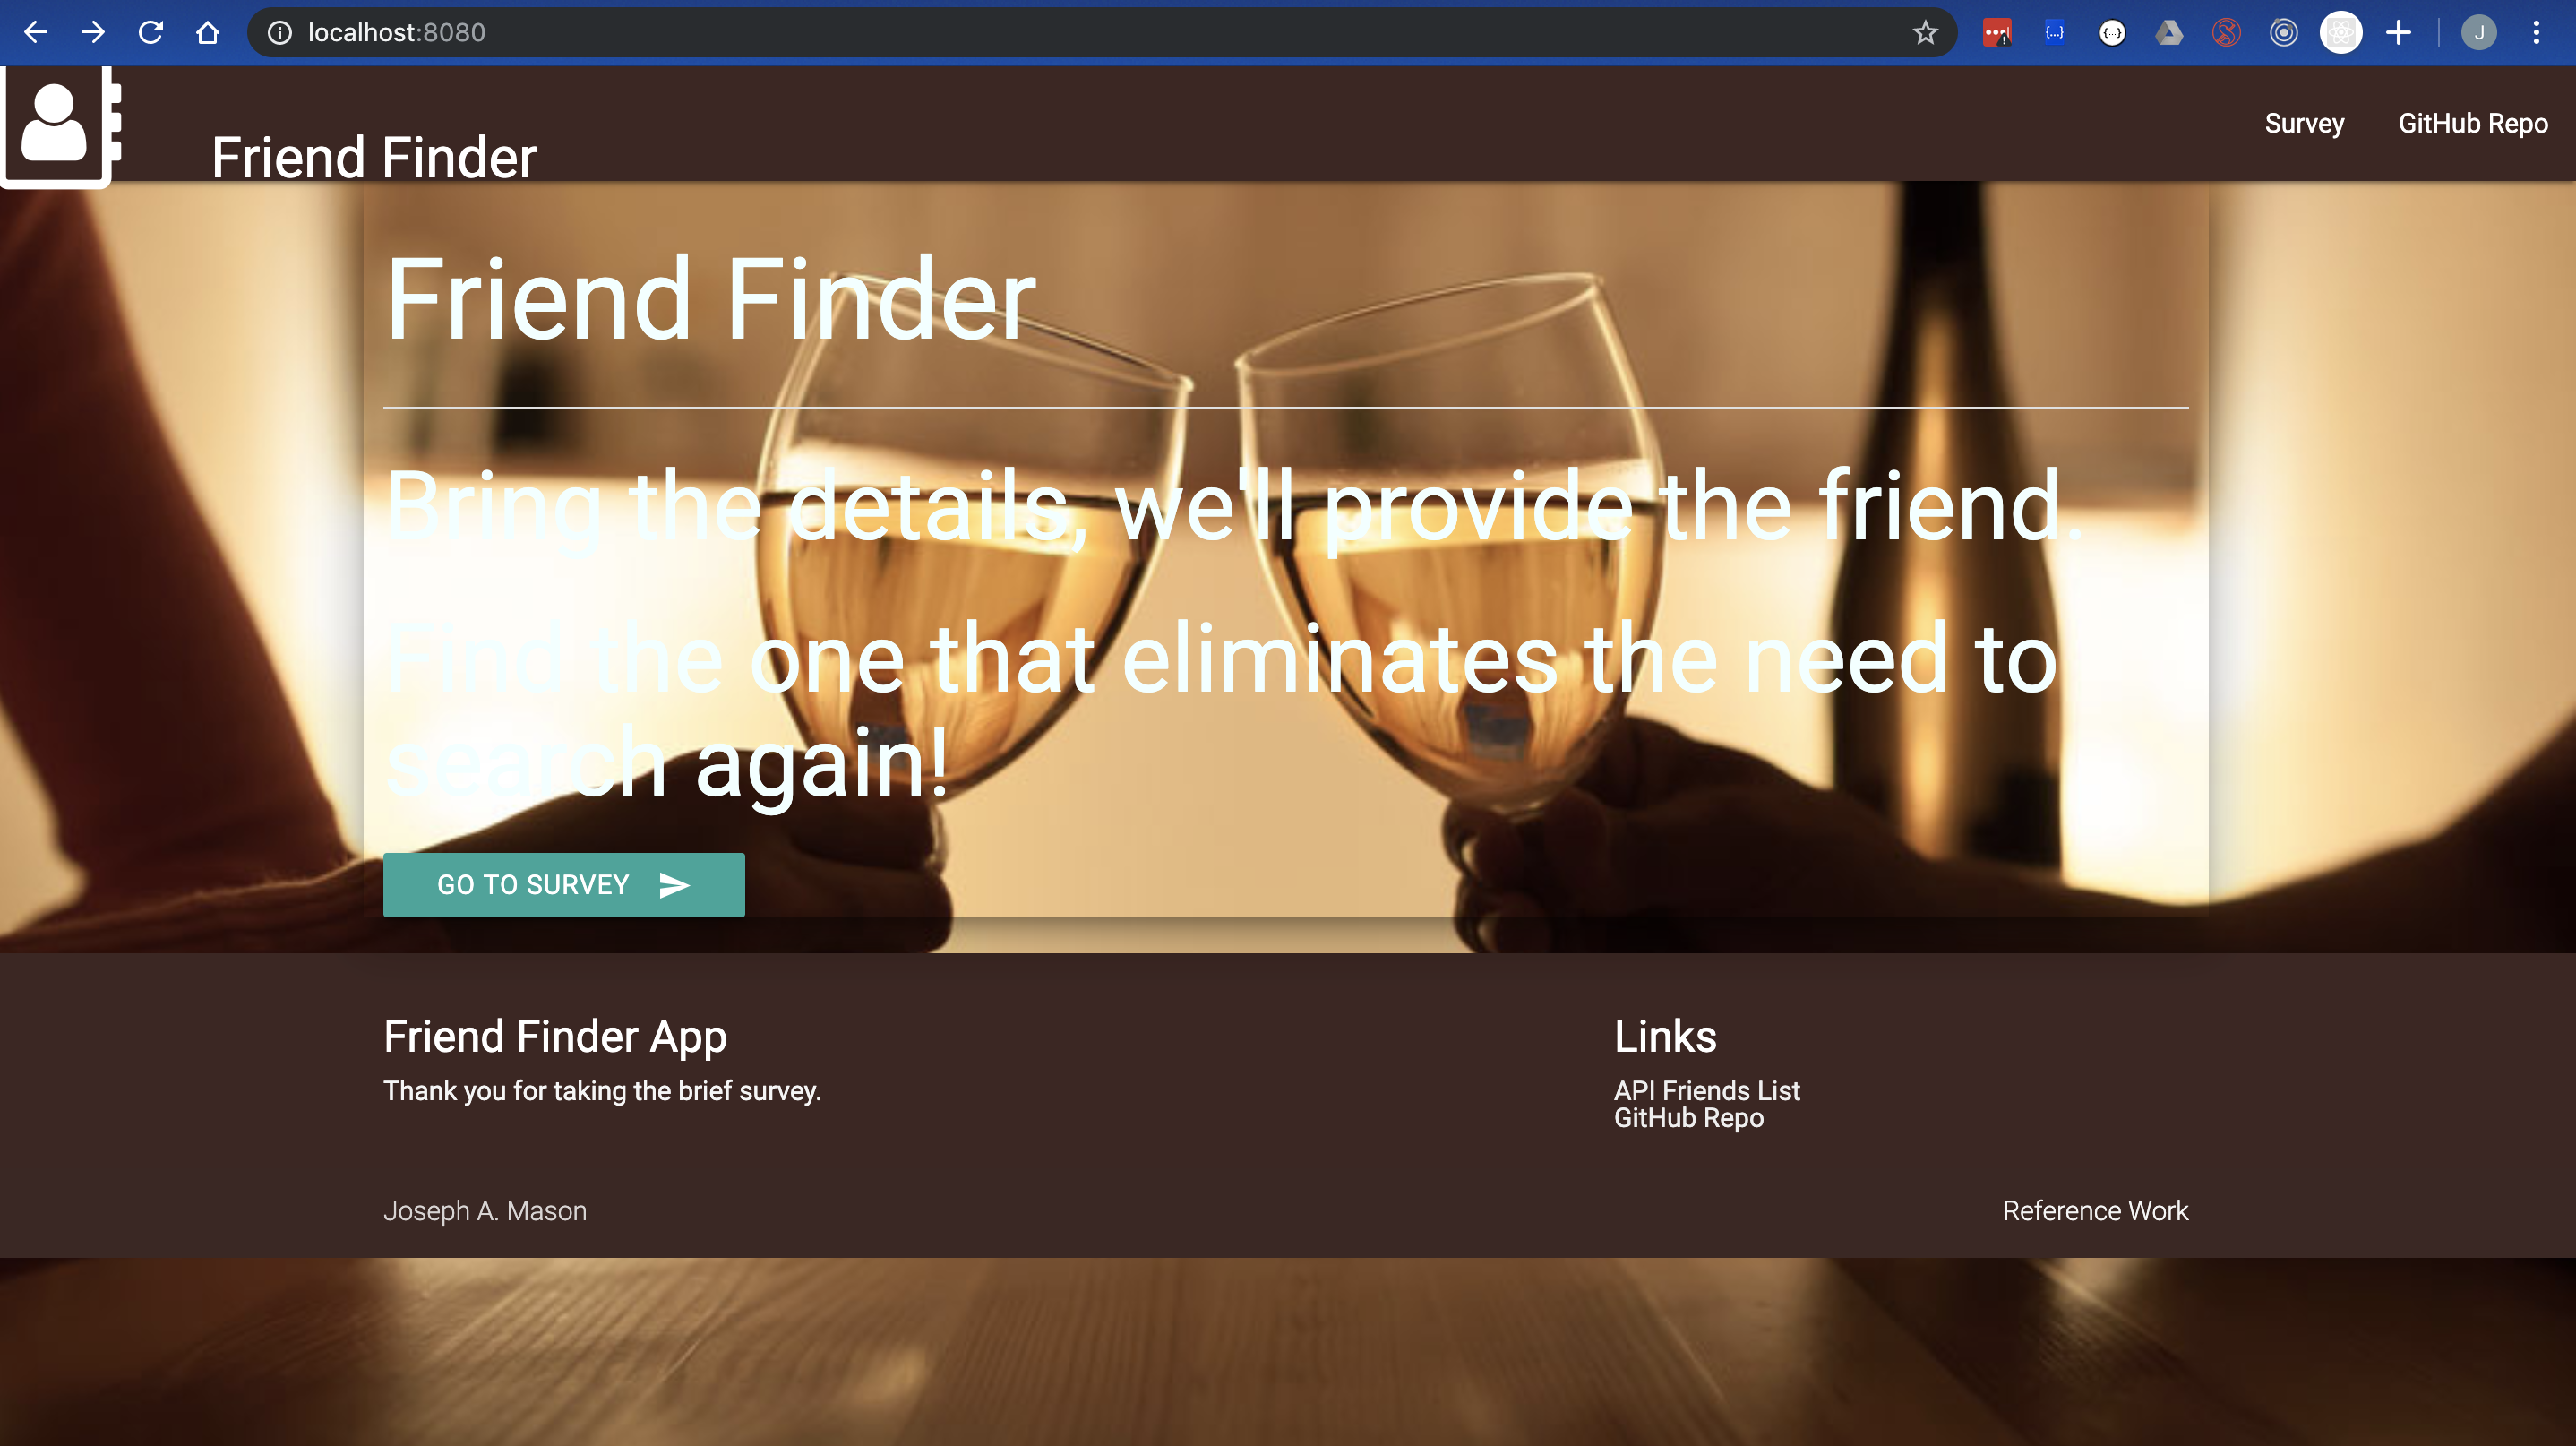 localhost:8080
J
Friend Finder
Survey
GitHub Repo
Friend Finder
Bring the details, we'll provide the friend.
Find the one that eliminates the need to
search again!
GO TO SURVEY
Friend Finder App
Links
Thank you for taking the brief survey.
API Friends List
GitHub Repo
Joseph A. Mason
Reference Work